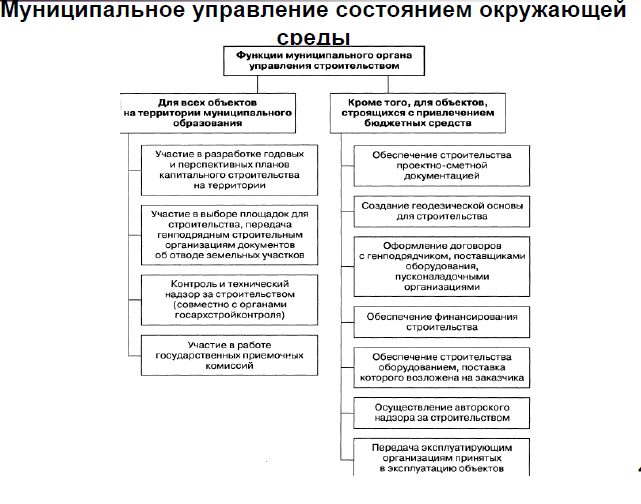 Муниципальное управление состоянием окружающей
среды
Функции муниципального органа
управления строительством
Для всех объектов
на территории муниципального
образования
Участие в разработке годовых
и перспективных планов
капитального строительства
на территории
Участие в выборе площадок для
строительства, передача
генподрядным строительным
организациям документов
об отводе земельных участков
Контроль и технический
надзор за строительством
(совместно с органами
госархстройконтроля)
Участие в работе
государственных приемочных
комиссий
Кроме того, для объектов,
строящихся с привлечением
бюджетных средств
Обеспечение строительства
проектно-сметной
документацией
Создание геодезической основы
для строительства
Оформление договоров
с генподрядчиком, поставщиками
оборудования,
пусконаладочными
организациями
Обеспечение финансирования
строительства
Обеспечение строительства
оборудованием, поставка
которого возложена на заказчика
Осуществление авторского
надзора за строительством
Передача эксплуатирующим
организациям принятых
в эксплуатацию объектов